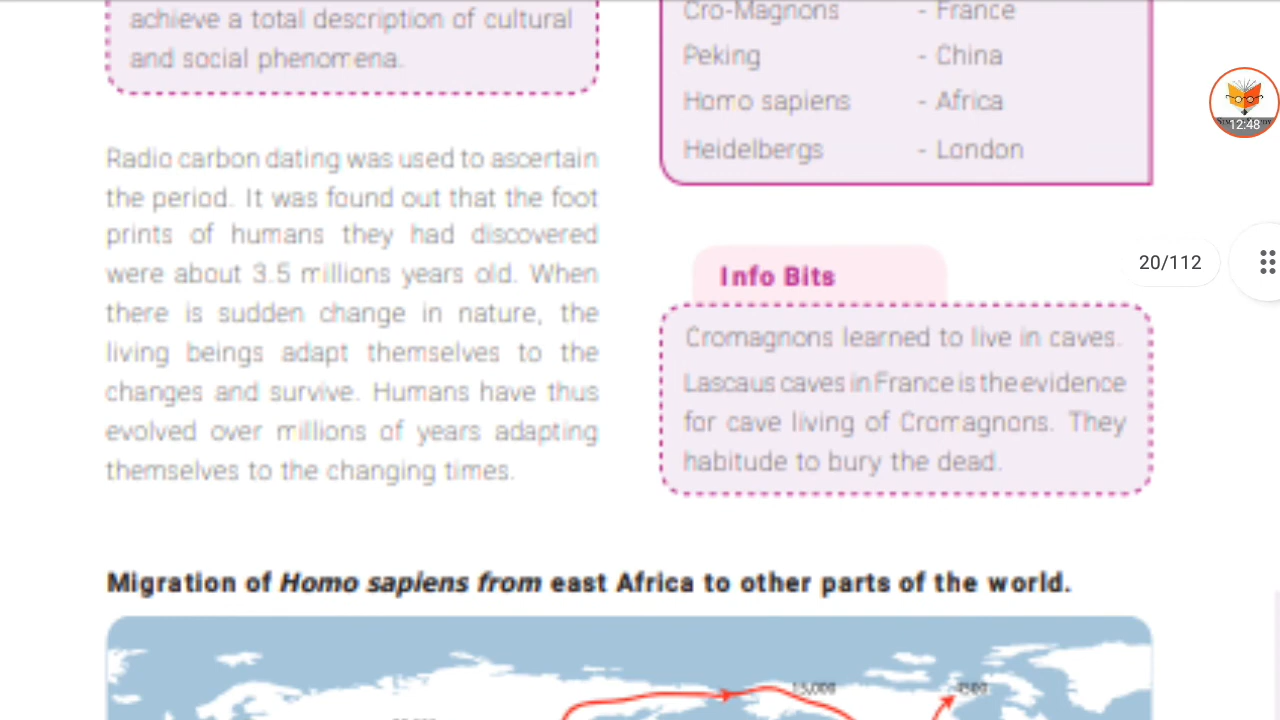 achieve a total description of cultural
and social phenomena.
Radio carbon dating was used to ascertain
the period. It was found out that the foot
prints of humans they had discovered
were about 3.5 millions years old. When
there is sudden change in nature, the
living beings adapt themselves to the
changes and survive. Humans have thus
evolved over millions of years adapting
themselves to the changing times.
Cro-Magnons - France
Peking - China
Homo sapiens - Africa
Heidelbergs - London
Info Bits
Cromagnons learned to live in caves.
Lascaus caves in France is the evidence
for cave living of Cromagnons. They
habitude to bury the dead.
12:48
20/112
Migration of Homo sapiens from east Africa to other parts of the world.
15,000